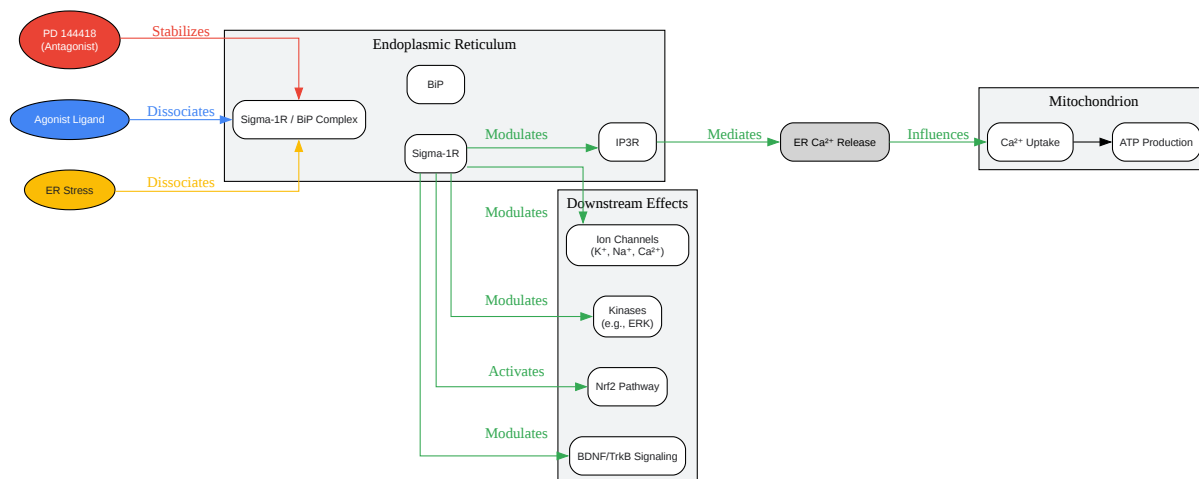 PD 144418
(Antagonist)
Stabilizes
Endoplasmic Reticulum
BiP
Agonist Ligand
Dissociates
Sigma-1R / BiP Complex
Sigma-1R
Modulates
IP3R
Mediates
ER Ca²⁺ Release
Influences
Mitochondrion
Ca²⁺ Uptake
ATP Production
ER Stress
Dissociates
Downstream Effects
Modulates
Ion Channels
(K⁺, Na⁺, Ca²⁺)
Modulates
Kinases
(e.g., ERK)
Activates
Nrf2 Pathway
Modulates
BDNF/TrkB Signaling